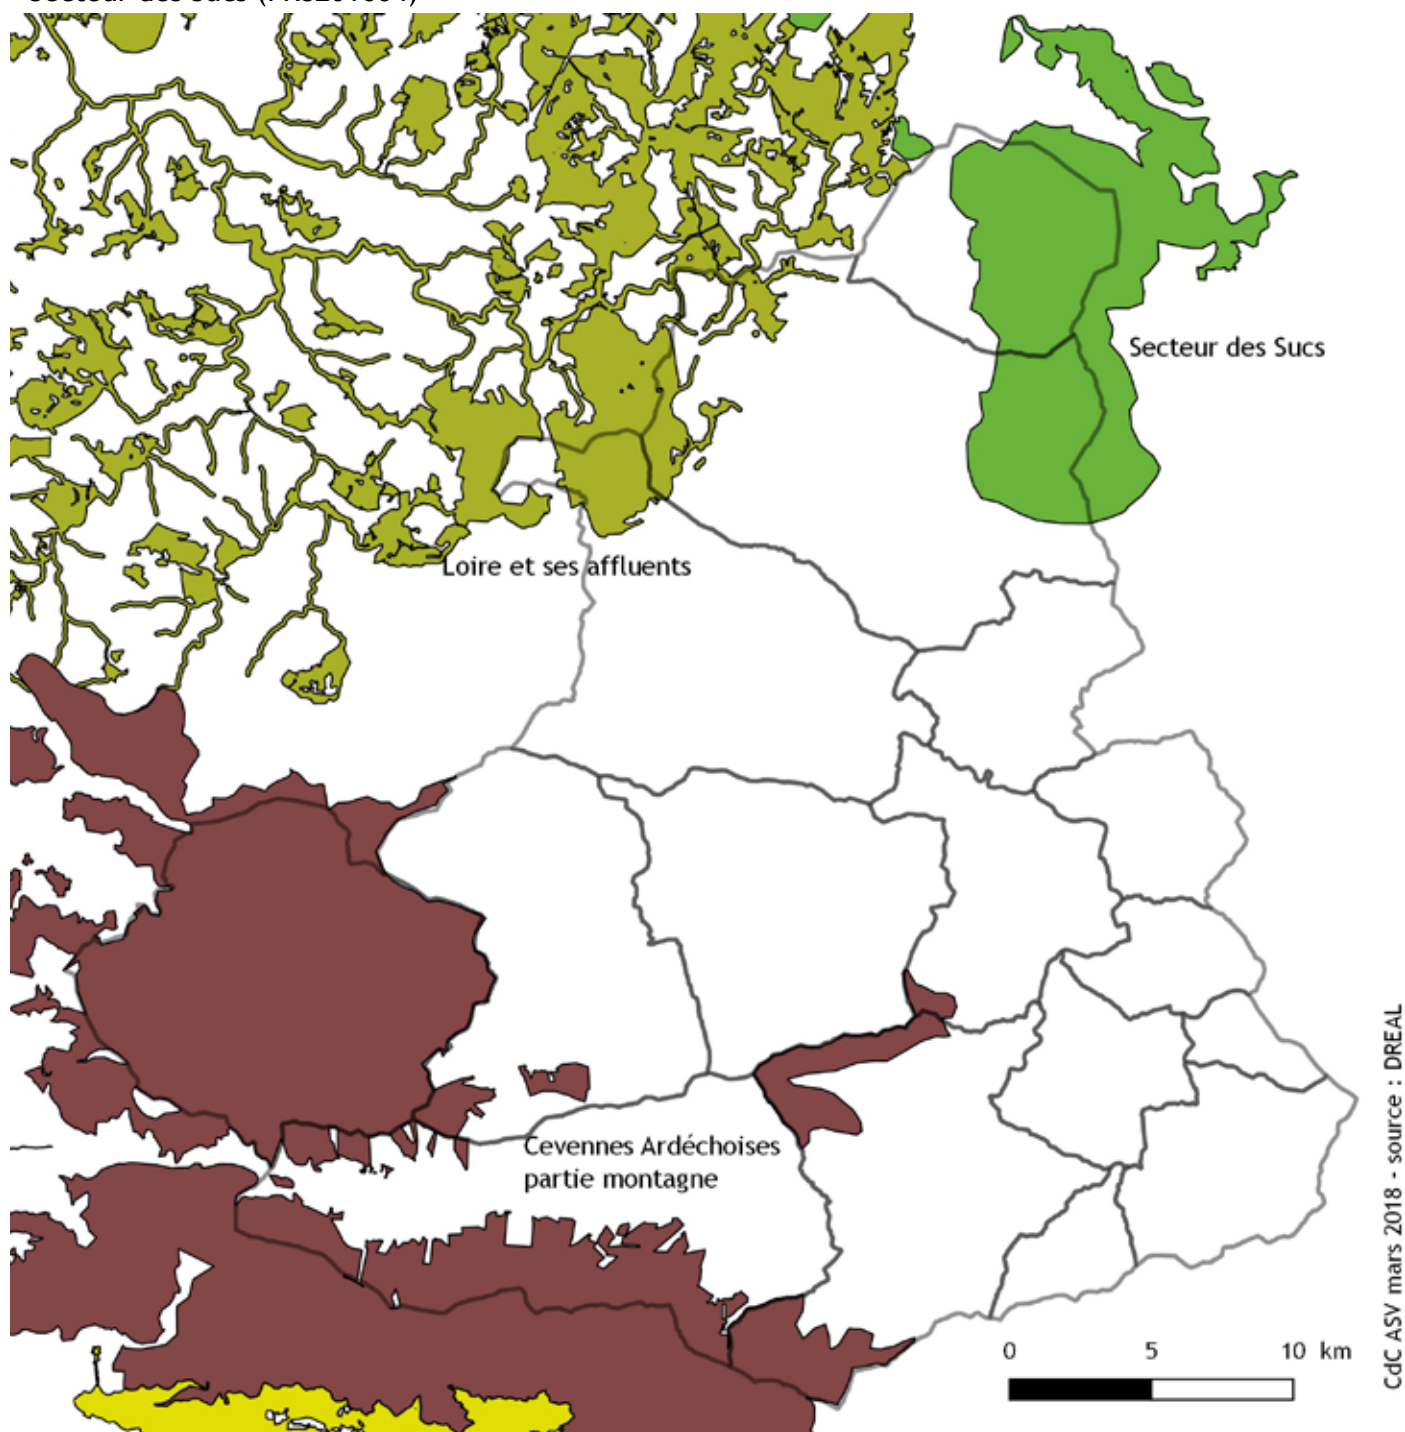 Secteur des Sucs
Loire et ses affluents
Cevennes Ardéchoises
partie montagne
0 5 10 km
CdC ASV mars 2018 - source : DREAL